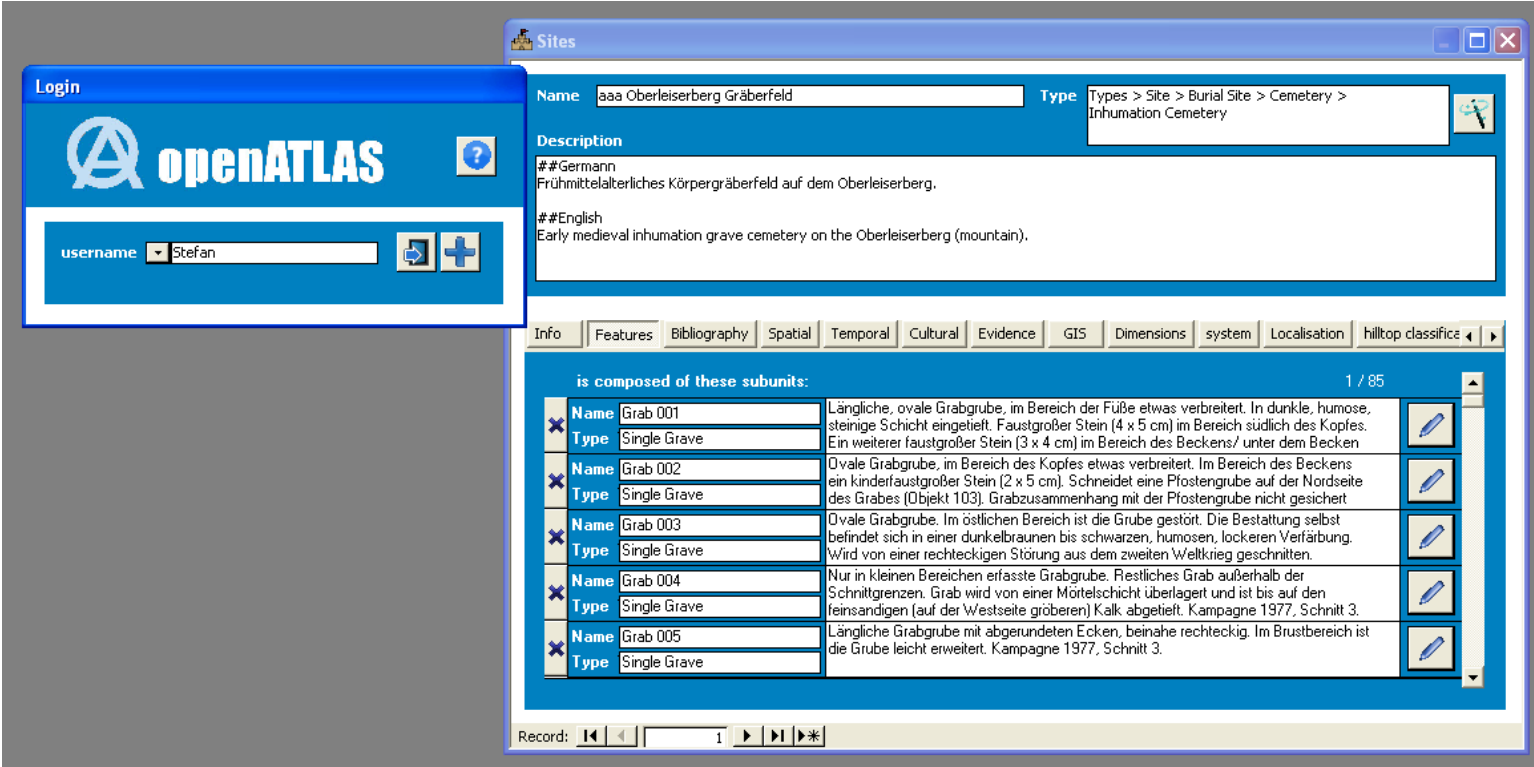 Login
openATLAS
username
Stefan
Sites
Name aaa Oberleiserberg Gräberfeld
Type Types > Site > Burial Site > Cemetery >
Inhumation Cemetery
Description
##Germann
Frühmittelalterliches Körpergräberfeld auf dem Oberleiserberg.
##English
Early medieval inhumation grave cemetery on the Oberleiserberg (mountain).
Info Features Bibliography Spatial Temporal Cultural Evidence GIS Dimensions system Localisation hilltop classifica
is composed of these subunits: 1 / 85
Name Grab 001
Type Single Grave
Längliche, ovale Grabgrube, im Bereich der Füße etwas verbreitert. In dunkle, humose,
steinige Schicht eingetieft. Faustgroßer Stein (4 x 5 cm) im Bereich südlich des Kopfes.
Ein weiterer faustgroßer Stein (3 x 4 cm) im Bereich des Beckens/ unter dem Becken
Name Grab 002
Type Single Grave
Ovale Grabgrube, im Bereich des Kopfes etwas verbreitert. Im Bereich des Beckens
ein kinderfaustgroßer Stein (2 x 5 cm). Schneidet eine Pfostengrube auf der Nordseite
des Grabes (Objekt 103). Grabzusammenhang mit der Pfostengrube nicht gesichert
Name Grab 003
Type Single Grave
Ovale Grabgrube. Im östlichen Bereich ist die Grube gestört. Die Bestattung selbst
befindet sich in einer dunkelbraunen bis schwarzen, humosen, lockeren Verfärbung.
Wird von einer rechteckigen Störung aus dem zweiten Weltkrieg geschnitten.
Name Grab 004
Type Single Grave
Nur in kleinen Bereichen erfasste Grabgrube. Restliches Grab außerhalb der
Schnittgrenzen. Grab wird von einer Mörtelschicht überlagert und ist bis auf den
feinsandigen (auf der Westseite gröberen) Kalk abgetieft. Kampagne 1977, Schnitt 3.
Name Grab 005
Type Single Grave
Längliche Grabgrube mit abgerundeten Ecken, beinahe rechteckig. Im Brustbereich ist
die Grube leicht erweitert. Kampagne 1977, Schnitt 3.
Record: 1